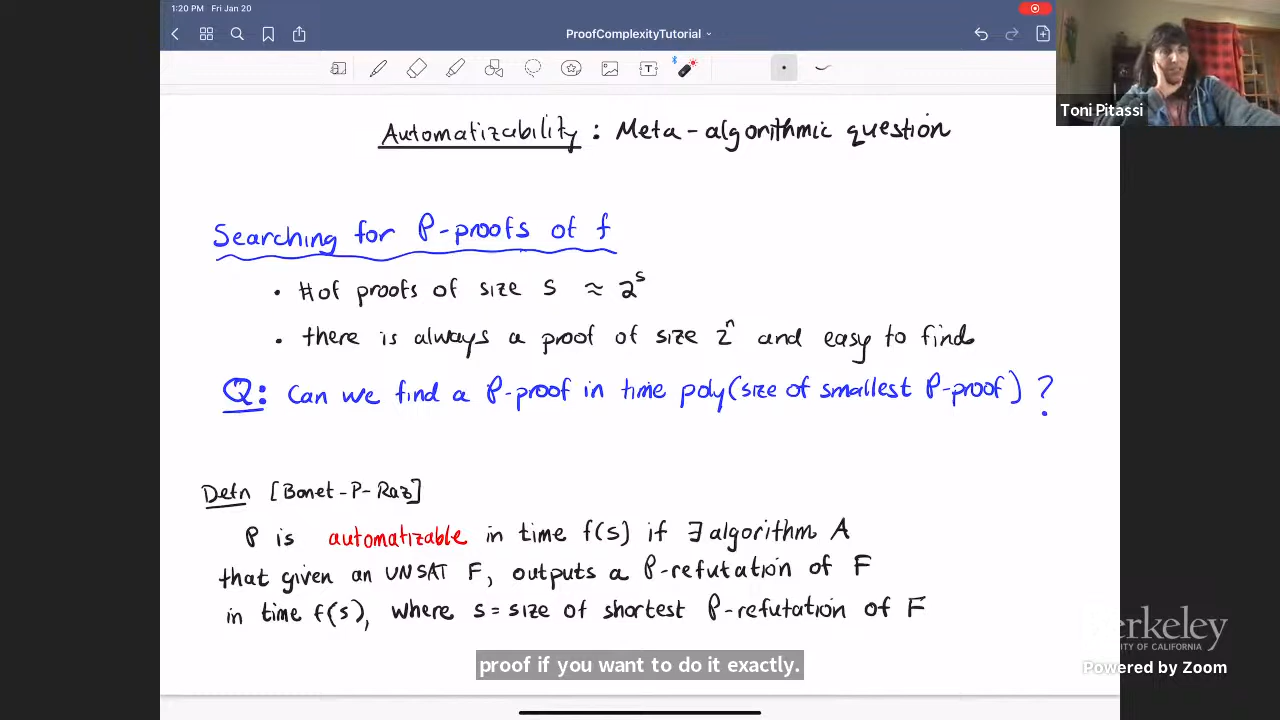 1:20 PM Fri Jan 20
ProofComplexityTutorial
Toni Pitassi
Automatizability : Meta-algorithmic question
Searching for P-proofs of f
• # of proofs of size S ≈ 2^s
• there is always a proof of size 2^n and easy to find
Q: Can we find a P-proof in time poly(size of smallest P-proof) ?
Defn [Bonet-P-Raz]
P is automatizable in time f(s) if ∃ algorithm A
that given an UNSAT F, outputs a P-refutation of F
in time f(s), where s = size of shortest P-refutation of F
proof if you want to do it exactly.
Berkeley
UNIVERSITY OF CALIFORNIA
Powered by Zoom